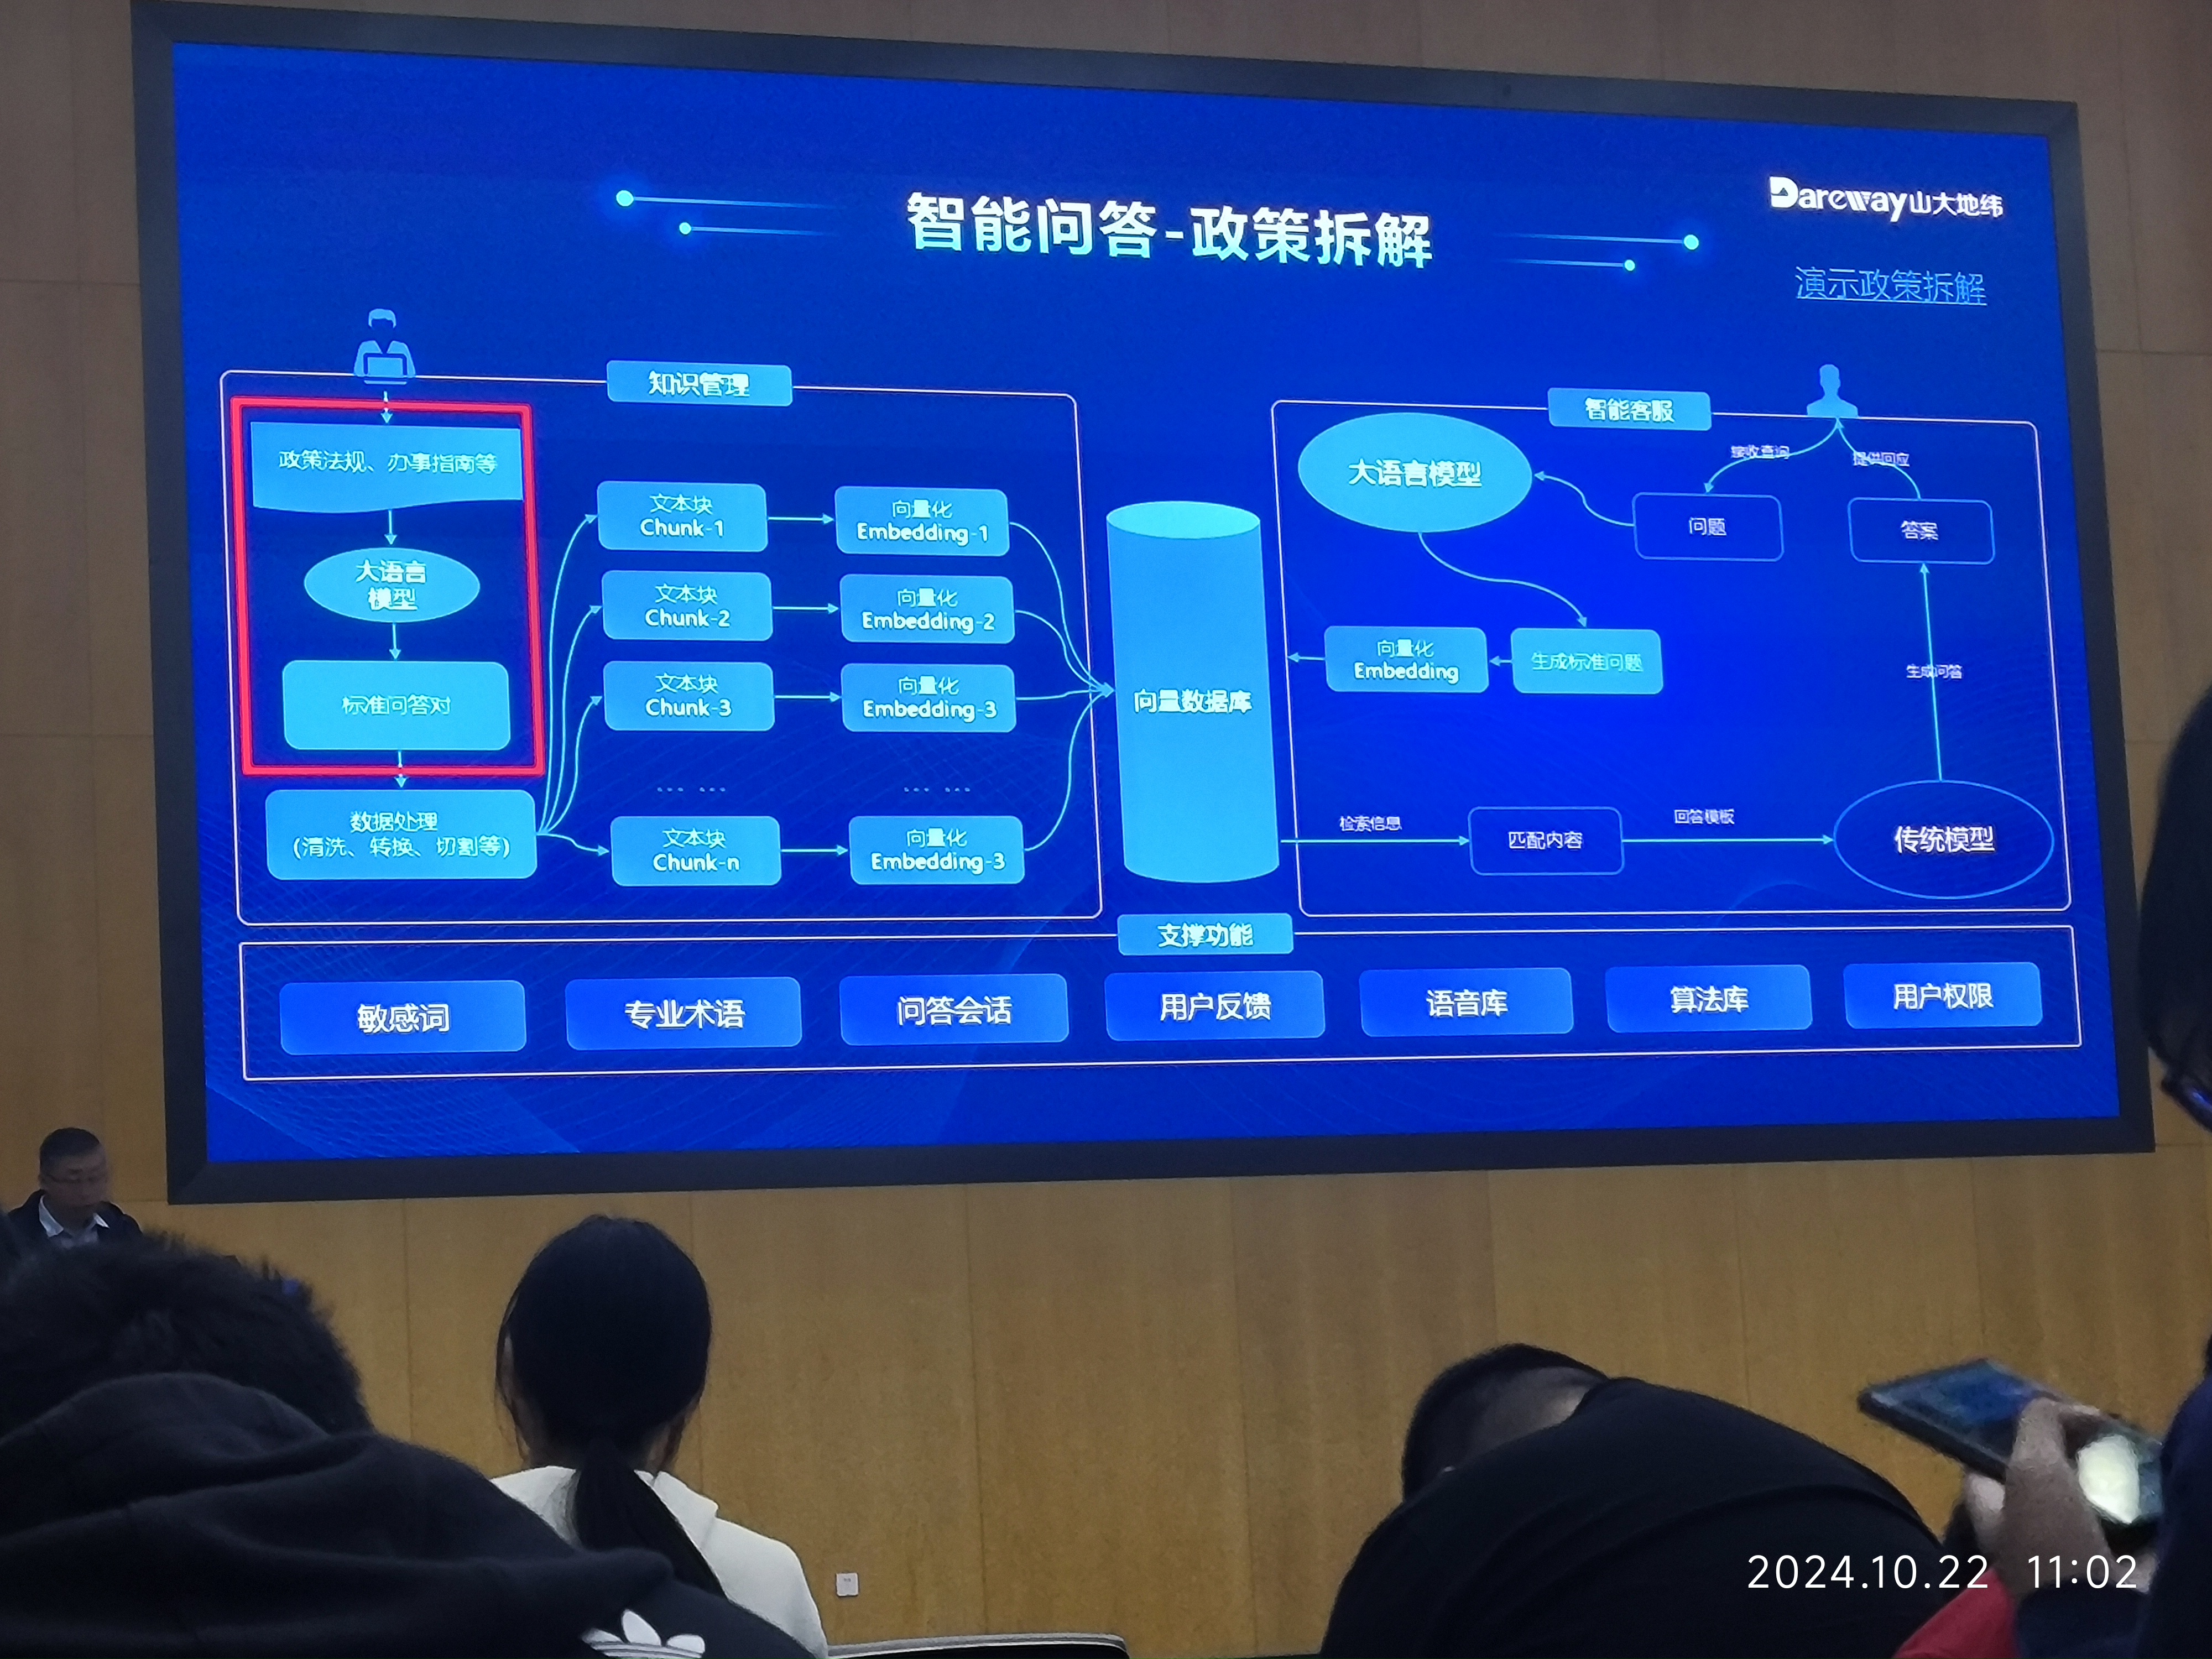 智能问答-政策拆解
Dareway山大地纬
演示政策拆解
知识管理
政策法规、办事指南等
大语言
模型
标准问答对
数据处理
(清洗、转换、切割等)
文本块
Chunk-1
向量化
Embedding-1
文本块
Chunk-2
向量化
Embedding-2
文本块
Chunk-3
向量化
Embedding-3
... ...
... ...
文本块
Chunk-n
向量化
Embedding-3
向量数据库
智能客服
大语言模型
接收查询
提供回应
问题
答案
向量化
Embedding
生成标准问题
生成问答
检索信息
匹配内容
回答模板
传统模型
支撑功能
敏感词
专业术语
问答会话
用户反馈
语音库
算法库
用户权限
2024.10.22 11:02